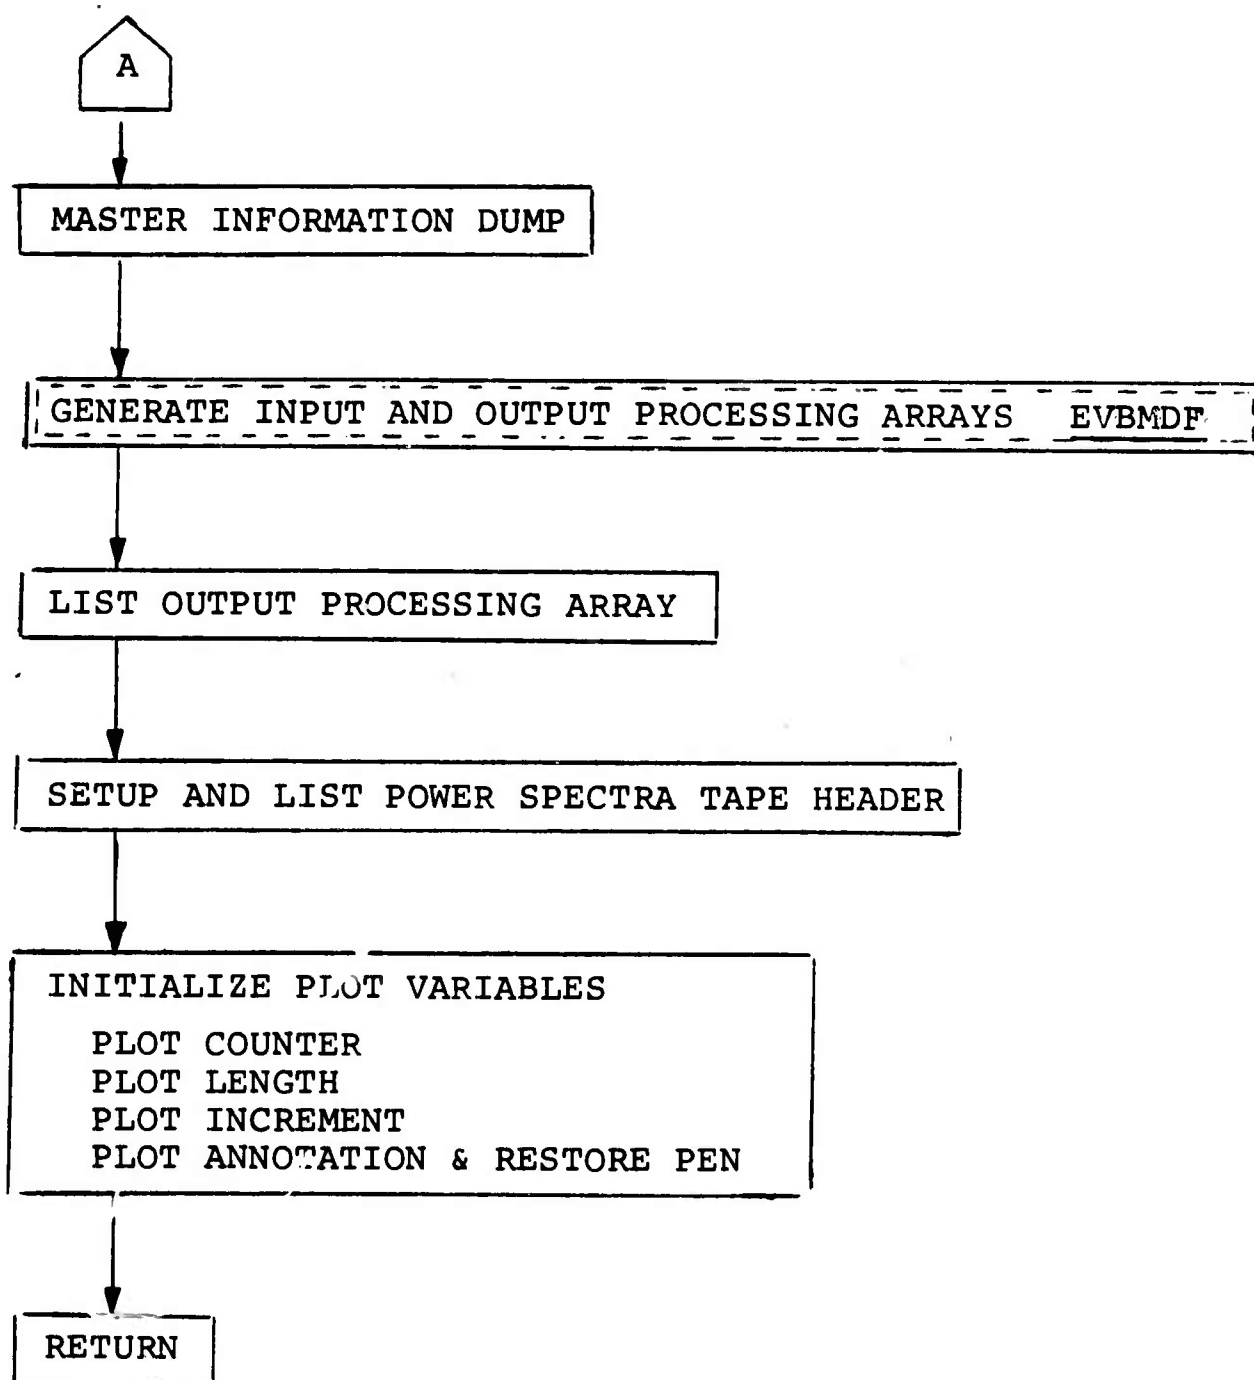 A
MASTER INFORMATION DUMP
GENERATE INPUT AND OUTPUT PROCESSING ARRAYS EVBMDF
LIST OUTPUT PROCESSING ARRAY
SETUP AND LIST POWER SPECTRA TAPE HEADER
INITIALIZE PLOT VARIABLES
PLOT COUNTER
PLOT LENGTH
PLOT INCREMENT
PLOT ANNOTATION & RESTORE PEN
RETURN